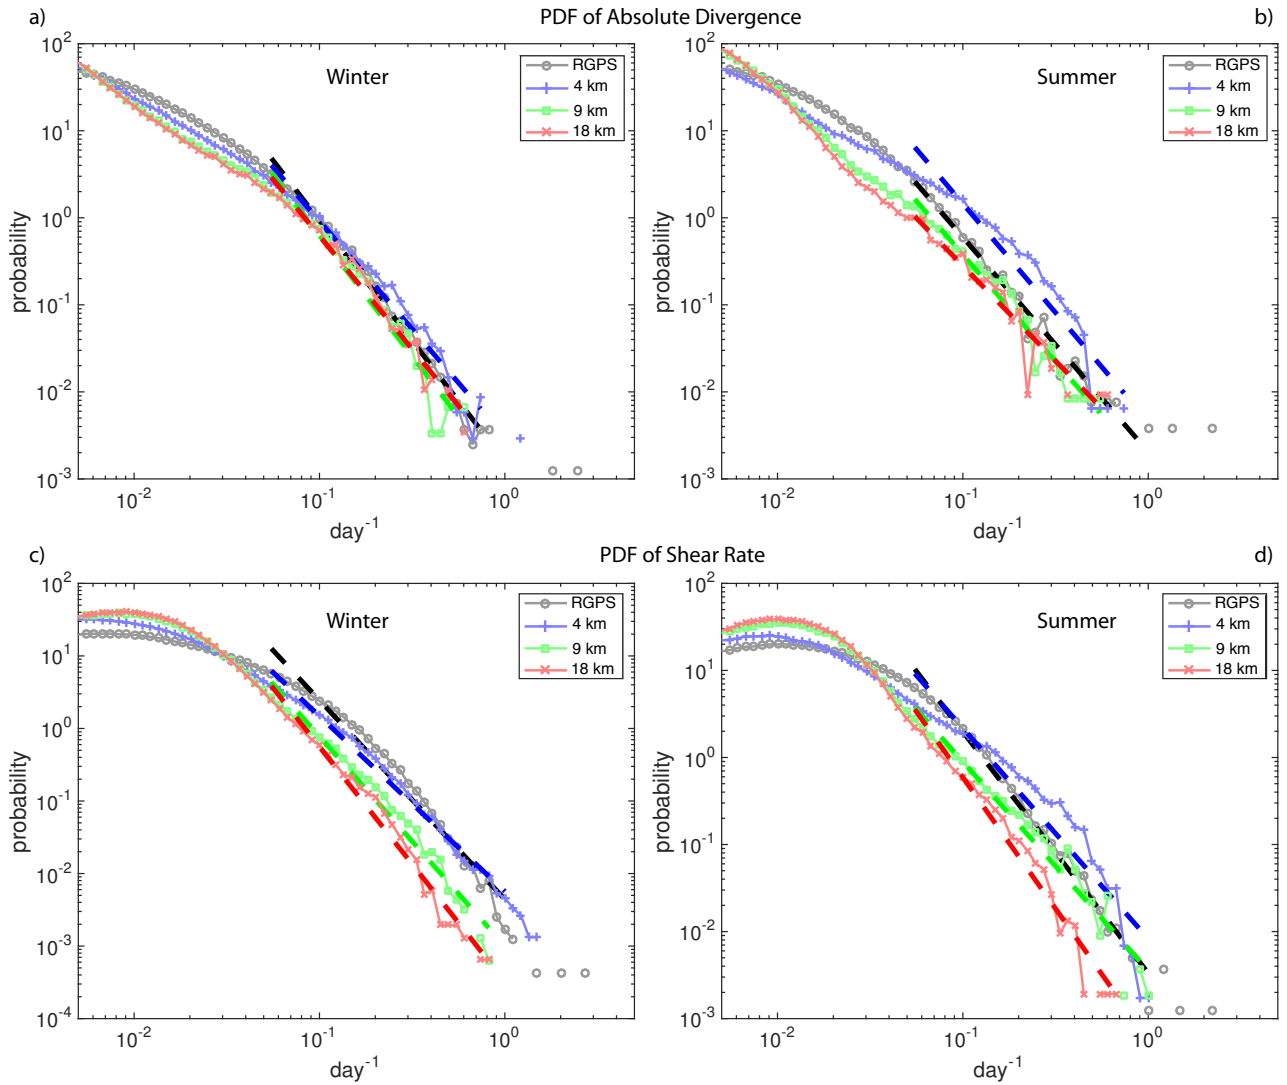 a)
PDF of Absolute Divergence
b)
10^2
10^1
10^0
10^-1
10^-2
10^-3
probability
Winter
RGPS
4 km
9 km
18 km
10^-2
10^-1
10^0
day^-1
10^2
10^1
10^0
10^-1
10^-2
10^-3
probability
Summer
RGPS
4 km
9 km
18 km
10^-2
10^-1
10^0
day^-1
c)
PDF of Shear Rate
d)
10^2
10^1
10^0
10^-1
10^-2
10^-3
10^-4
probability
Winter
RGPS
4 km
9 km
18 km
10^-2
10^-1
10^0
day^-1
10^2
10^1
10^0
10^-1
10^-2
10^-3
probability
Summer
RGPS
4 km
9 km
18 km
10^-2
10^-1
10^0
day^-1